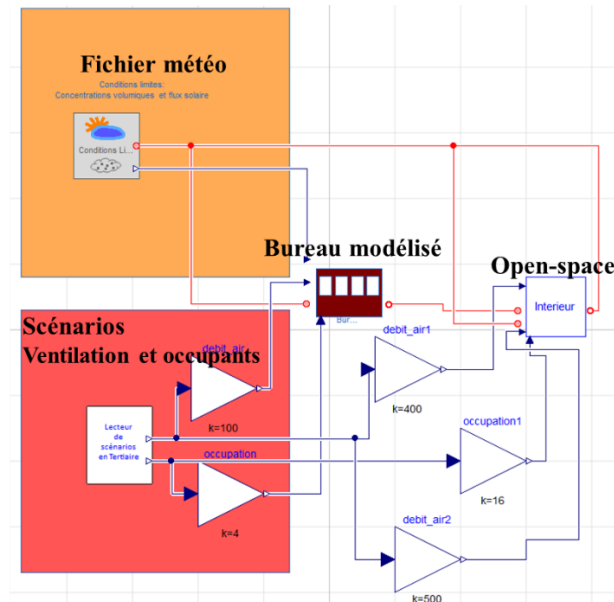 Fichier météo
Conditions limites:
Concentrations volumiques et flux solaire
Conditions Li...
Bureau modélisé
Bur...
Open-space
Interieur
Scénarios
Ventilation et occupants
debit_air
k=100
debit_air1
k=400
Lecteur
de
scénarios
en Tertiaire
occupation
k=4
occupation1
k=16
debit_air2
k=500